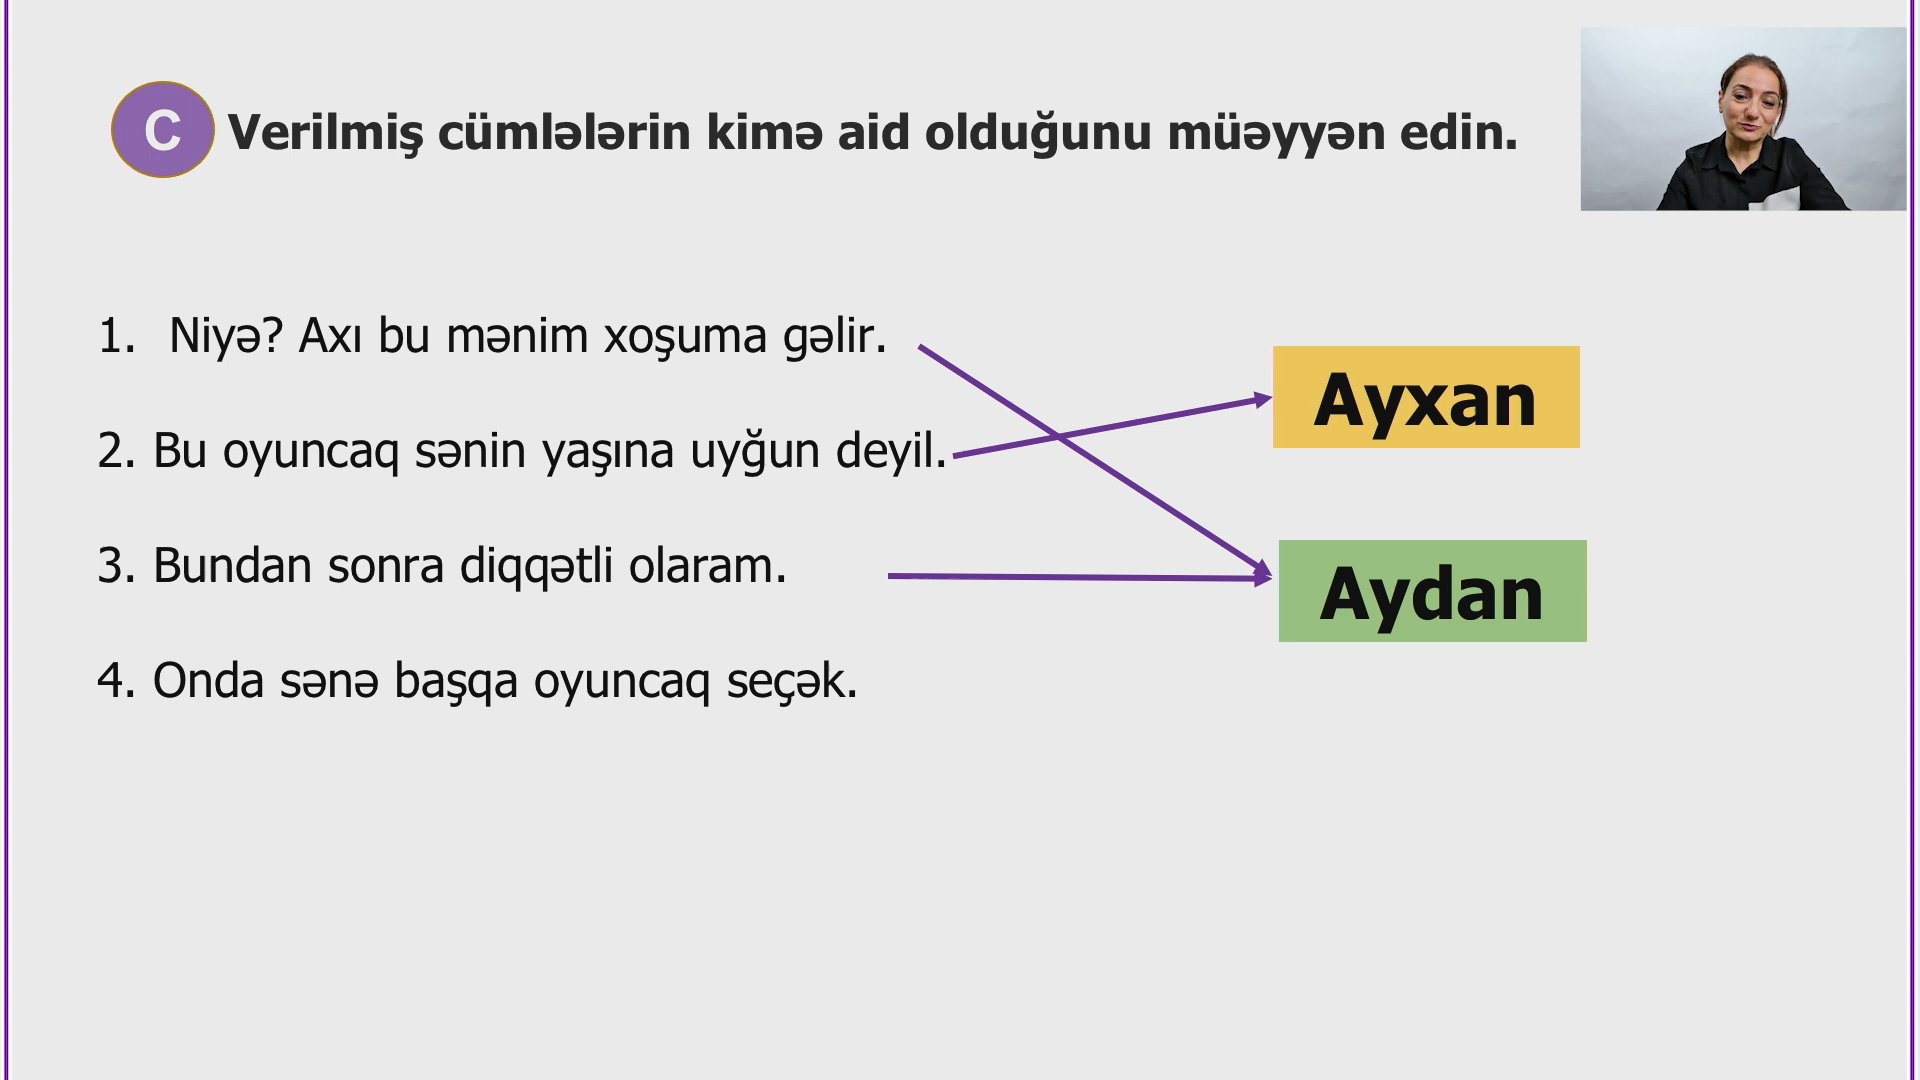 C Verilmiş cümlələrin kimə aid olduğunu müəyyən edin.
1. Niyə? Axı bu mənim xoşuma gəlir.
2. Bu oyuncaq sənin yaşına uyğun deyil.
3. Bundan sonra diqqətli olaram.
4. Onda sənə başqa oyuncaq seçək.
Ayxan
Aydan